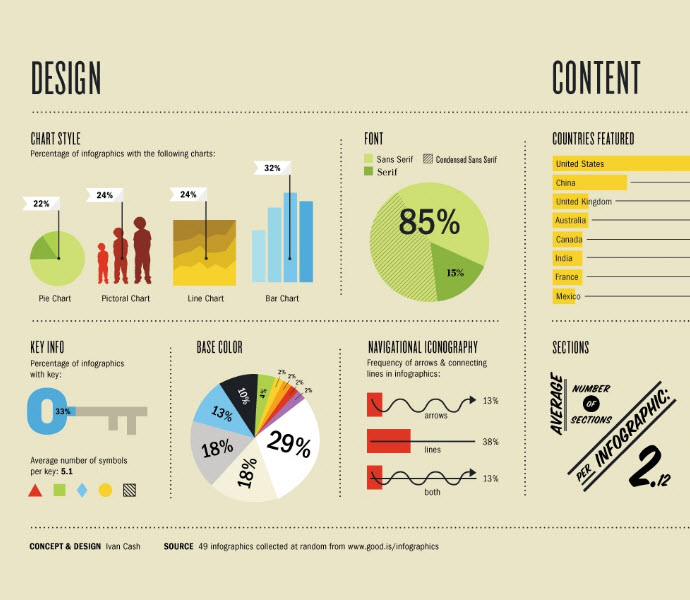 DESIGN
CONTENT
CHART STYLE
Percentage of infographics with the following charts:
22%
24%
24%
32%
Pie Chart
Pictoral Chart
Line Chart
Bar Chart
FONT
Sans Serif
Condensed Sans Serif
Serif
85%
15%
COUNTRIES FEATURED
United States
China
United Kingdom
Australia
Canada
India
France
Mexico
KEY INFO
Percentage of infographics
with key:
33%
Average number of symbols
per key: 5.1
BASE COLOR
29%
18%
18%
13%
10%
4%
2%
2%
2%
2%
NAVIGATIONAL ICONOGRAPHY
Frequency of arrows & connecting
lines in infographics:
13%
arrows
38%
lines
13%
both
SECTIONS
AVERAGE
NUMBER
OF
SECTIONS
PER INFOGRAPHIC:
2.12
CONCEPT & DESIGN Ivan Cash
SOURCE 49 infographics collected at random from www.good.is/infographics